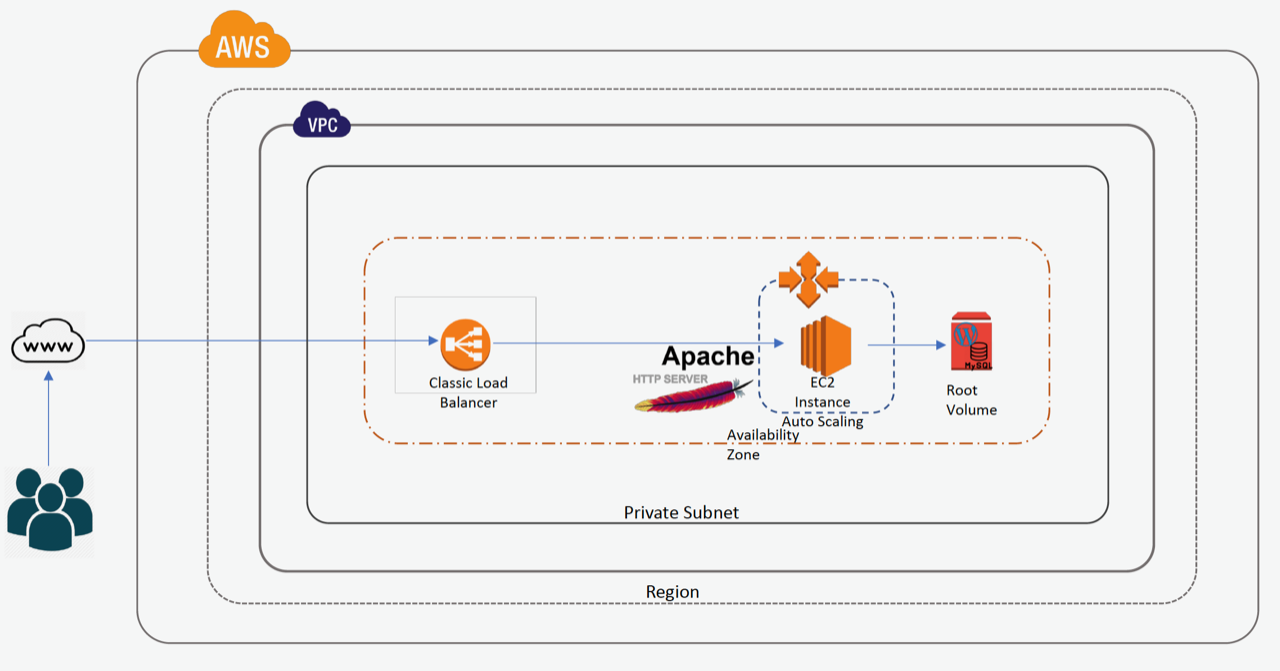 AWS
VPC
www
Apache
HTTP SERVER
Classic Load
Balancer
EC2
Instance
Auto Scaling
MySQL
Root
Volume
Availability
Zone
Private Subnet
Region